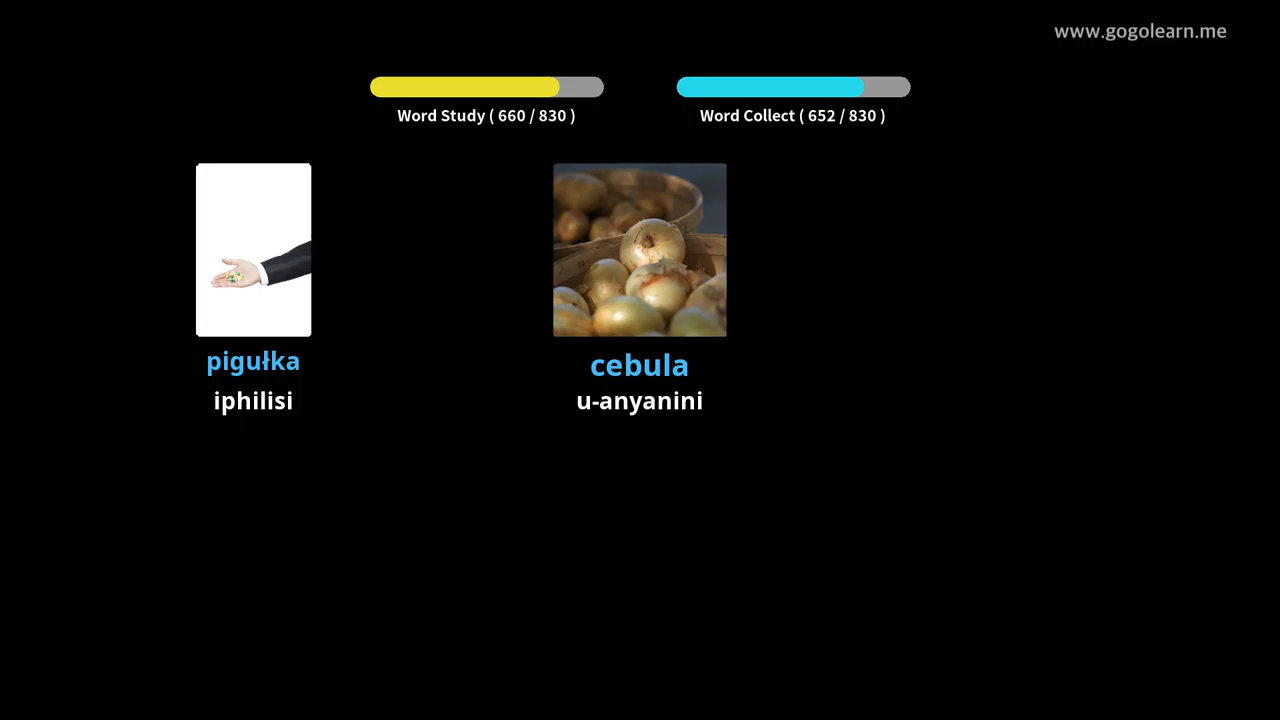 www.gogolearn.me
Word Study ( 660 / 830 )
Word Collect ( 652 / 830 )
pigułka
iphilisi
cebula
u-anyanini